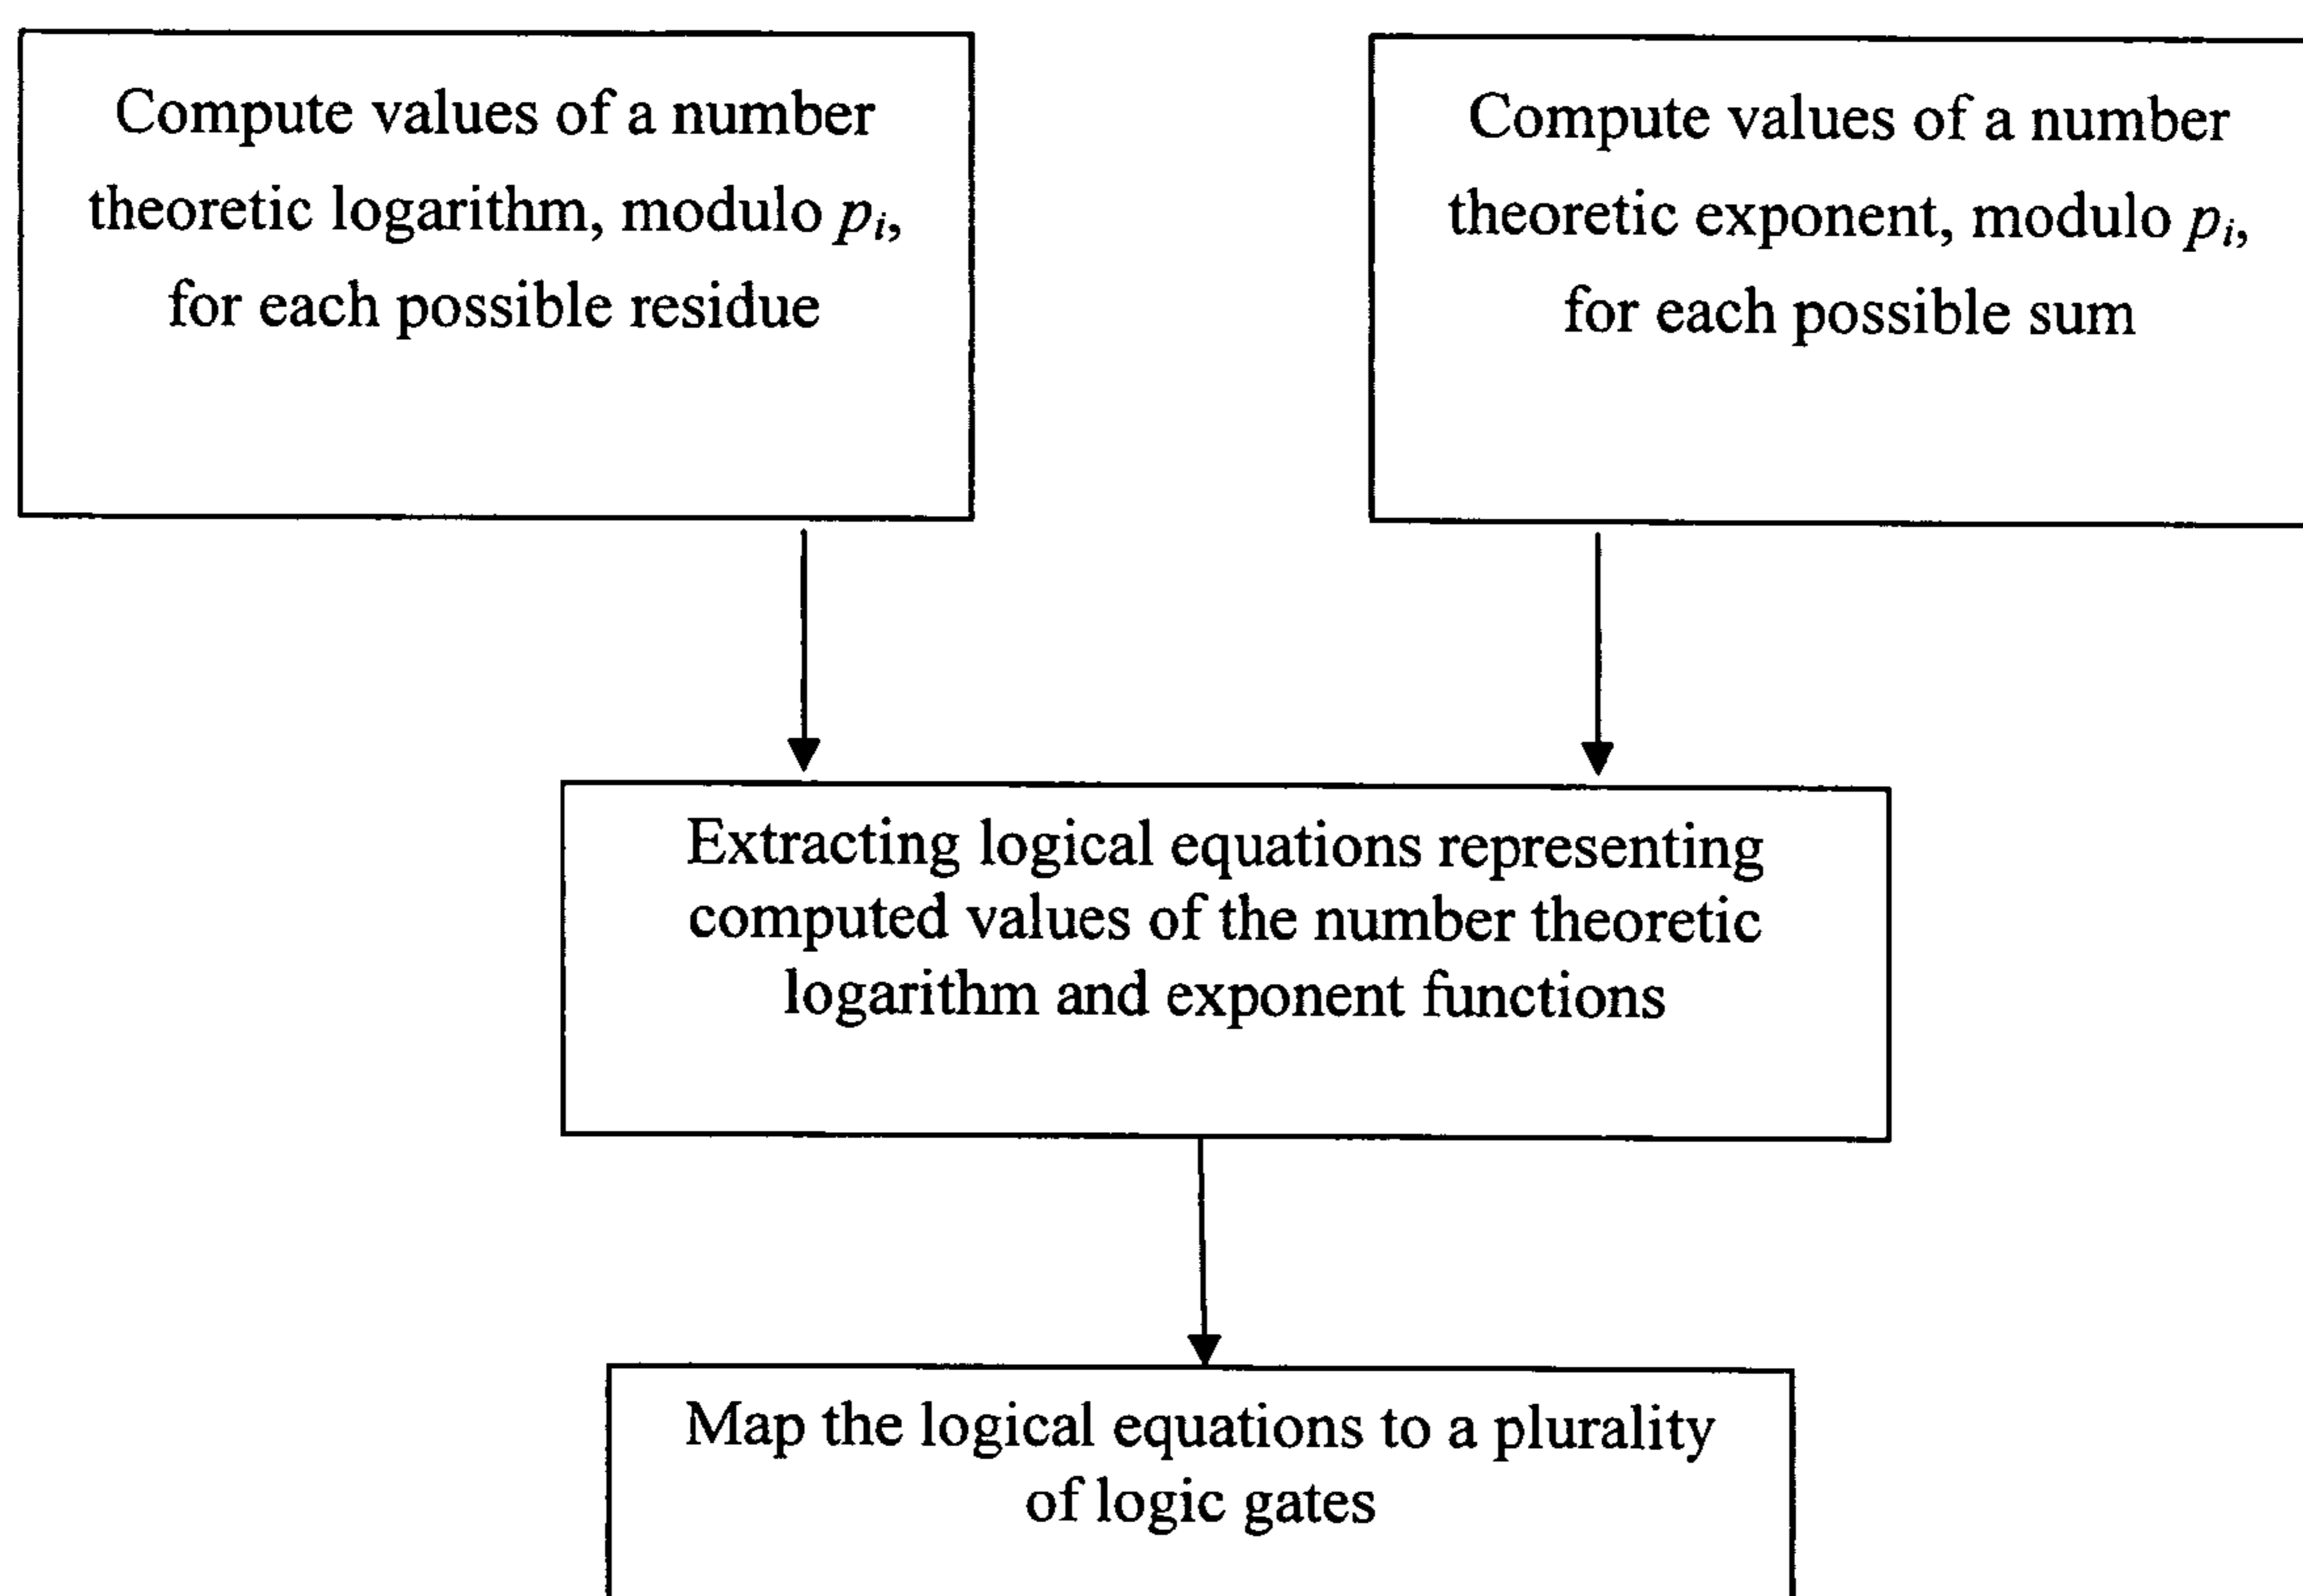 Compute values of a number
theoretic logarithm, modulo pᵢ,
for each possible residue
Compute values of a number
theoretic exponent, modulo pᵢ,
for each possible sum
Extracting logical equations representing
computed values of the number theoretic
logarithm and exponent functions
Map the logical equations to a plurality
of logic gates